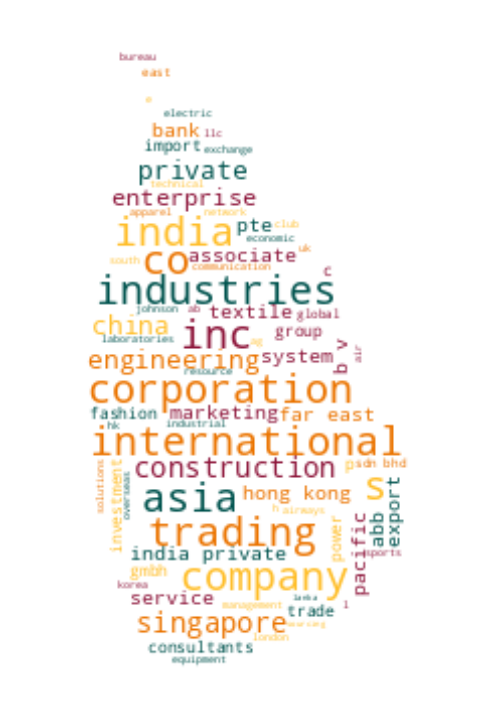 bureau
east
e
electric
bank llc
import exchange
private
technical
enterprise
apparel network
india pte club
economic
co associate uk
south communication
c
industries
johnson ab textile global
china inc group
laboratories ag
engineering system b v air
resource
corporation
fashion marketing far east
hk industrial
international
construction p sdn bhd
solutions investment overseas asia hong kong s
h airways
trading power pacific abb export
india private sports
gmbh company
korea
service management lanka l
trade
singapore
london
consultants
equipment